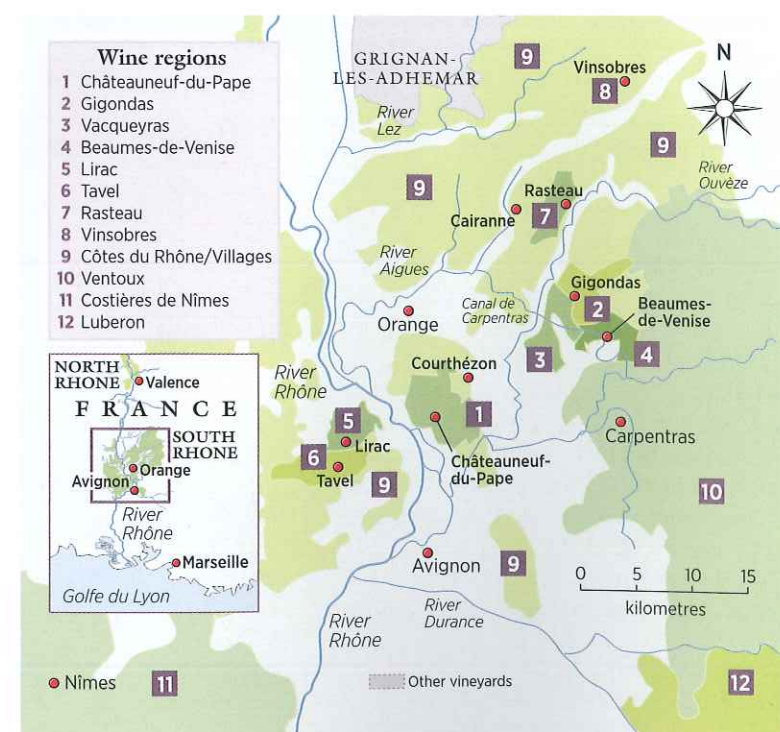 Wine regions
1 Châteauneuf-du-Pape
2 Gigondas
3 Vacqueyras
4 Beaumes-de-Venise
5 Lirac
6 Tavel
7 Rasteau
8 Vinsobres
9 Côtes du Rhône/Villages
10 Ventoux
11 Costières de Nîmes
12 Luberon
GRIGNAN-
LES-ADHEMAR
9
Vinsobres
8
N
River
Lez
9
9
River
Ouvèze
Rasteau
7
Cairanne
River
Aigues
Orange
Canal de
Carpentras
Gigondas
2
Beaumes-
de-Venise
3
4
Courthézon
1
Châteauneuf-
du-Pape
River
Rhône
5
Lirac
6
Tavel
9
Carpentras
10
Avignon
9
0 5 10 15
kilometres
River
Durance
River
Rhône
NORTH
RHONE
Valence
FRANCE
SOUTH
RHONE
Orange
Avignon
River
Rhône
Marseille
Golfe du Lyon
Nîmes
11
Other vineyards
12